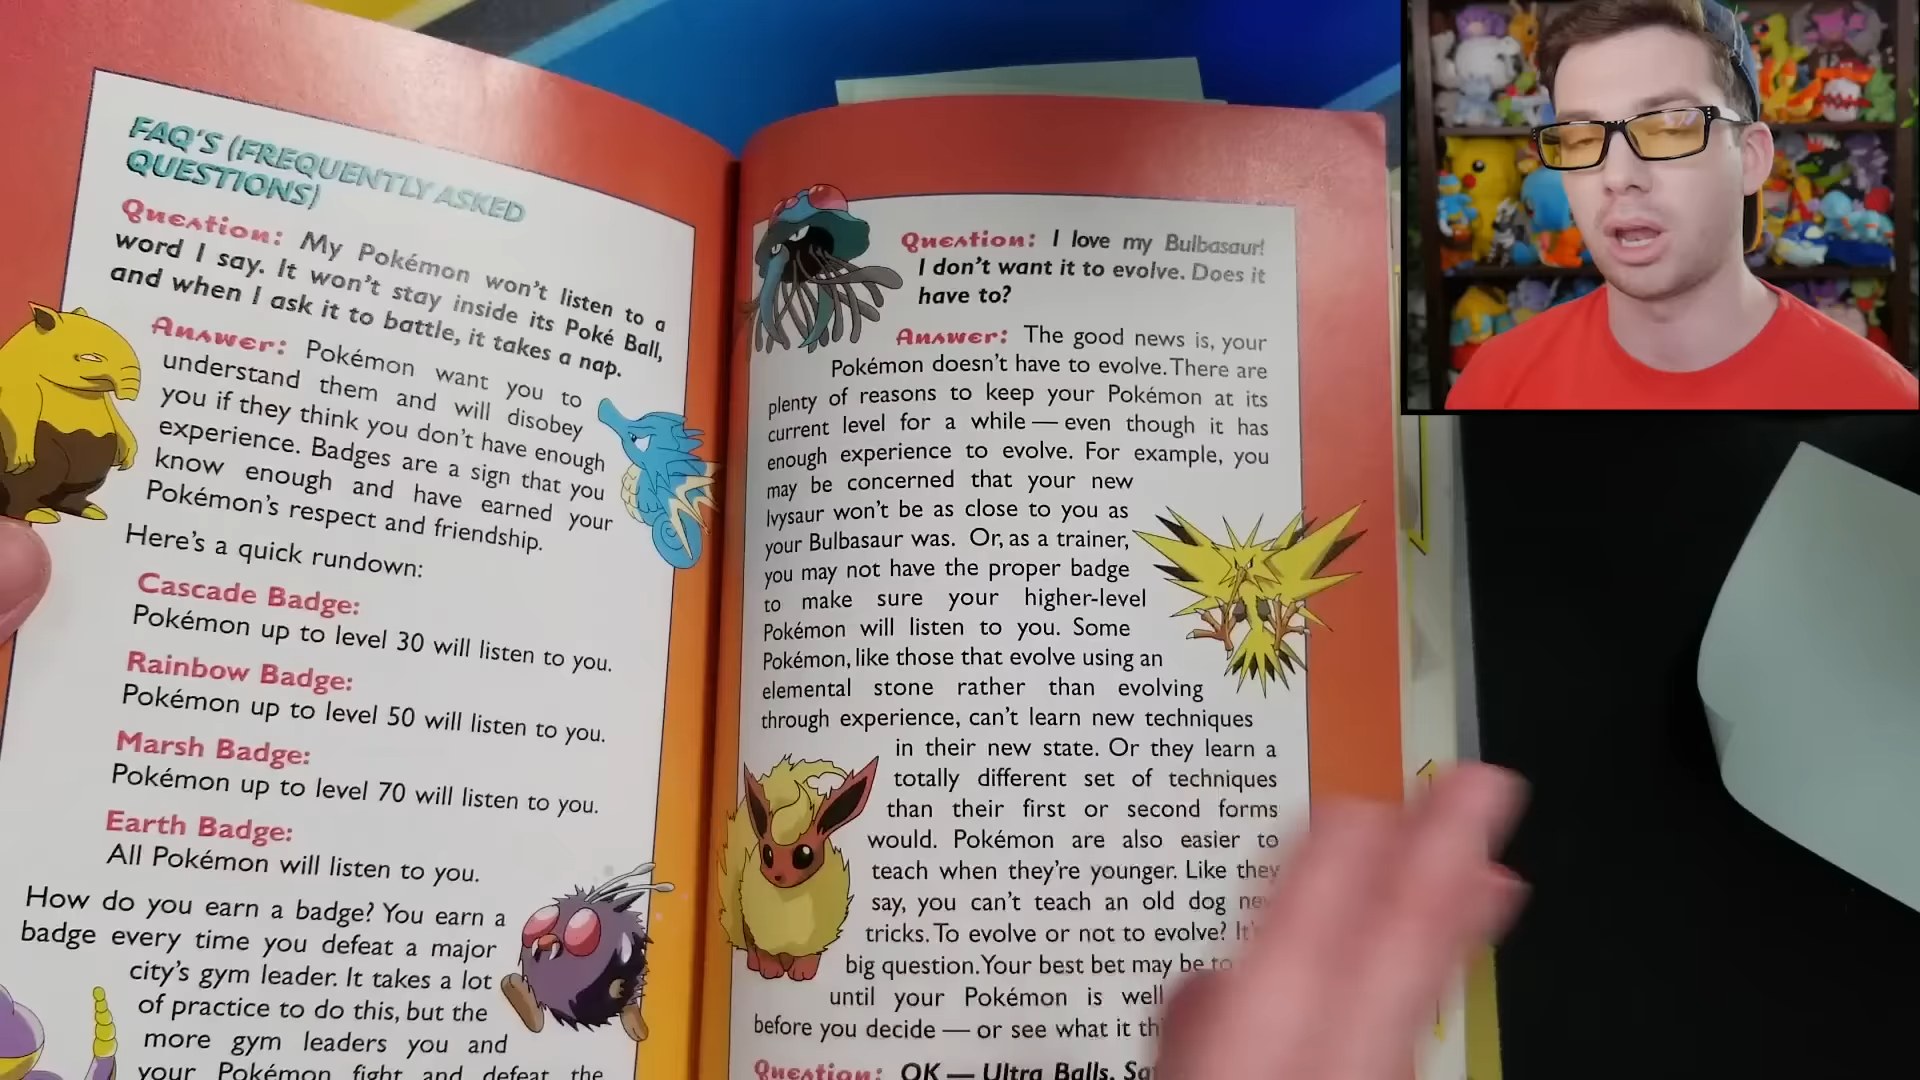 FAQ'S (FREQUENTLY ASKED
QUESTIONS)
Question: My Pokémon won't listen to a
word I say. It won't stay inside its Poké Ball,
and when I ask it to battle, it takes a nap.
Answer: Pokémon want you to
understand them and will disobey
you if they think you don't have enough
experience. Badges are a sign that you
know enough and have earned your
Pokémon's respect and friendship.
Here's a quick rundown:
Cascade Badge:
Pokémon up to level 30 will listen to you.
Rainbow Badge:
Pokémon up to level 50 will listen to you.
Marsh Badge:
Pokémon up to level 70 will listen to you.
Earth Badge:
All Pokémon will listen to you.
How do you earn a badge? You earn a
badge every time you defeat a major
city's gym leader. It takes a lot
of practice to do this, but the
more gym leaders you and
your Pokémon fight and defeat the
Question: I love my Bulbasaur!
I don't want it to evolve. Does it
have to?
Answer: The good news is, your
Pokémon doesn't have to evolve. There are
plenty of reasons to keep your Pokémon at its
current level for a while — even though it has
enough experience to evolve. For example, you
may be concerned that your new
Ivysaur won't be as close to you as
your Bulbasaur was. Or, as a trainer,
you may not have the proper badge
to make sure your higher-level
Pokémon will listen to you. Some
Pokémon, like those that evolve using an
elemental stone rather than evolving
through experience, can't learn new techniques
in their new state. Or they learn a
totally different set of techniques
than their first or second forms
would. Pokémon are also easier to
teach when they're younger. Like they
say, you can't teach an old dog new
tricks. To evolve or not to evolve?
big question. Your best bet may be to
until your Pokémon is well
before you decide — or see what it
Question: OK — Ultra Balls,